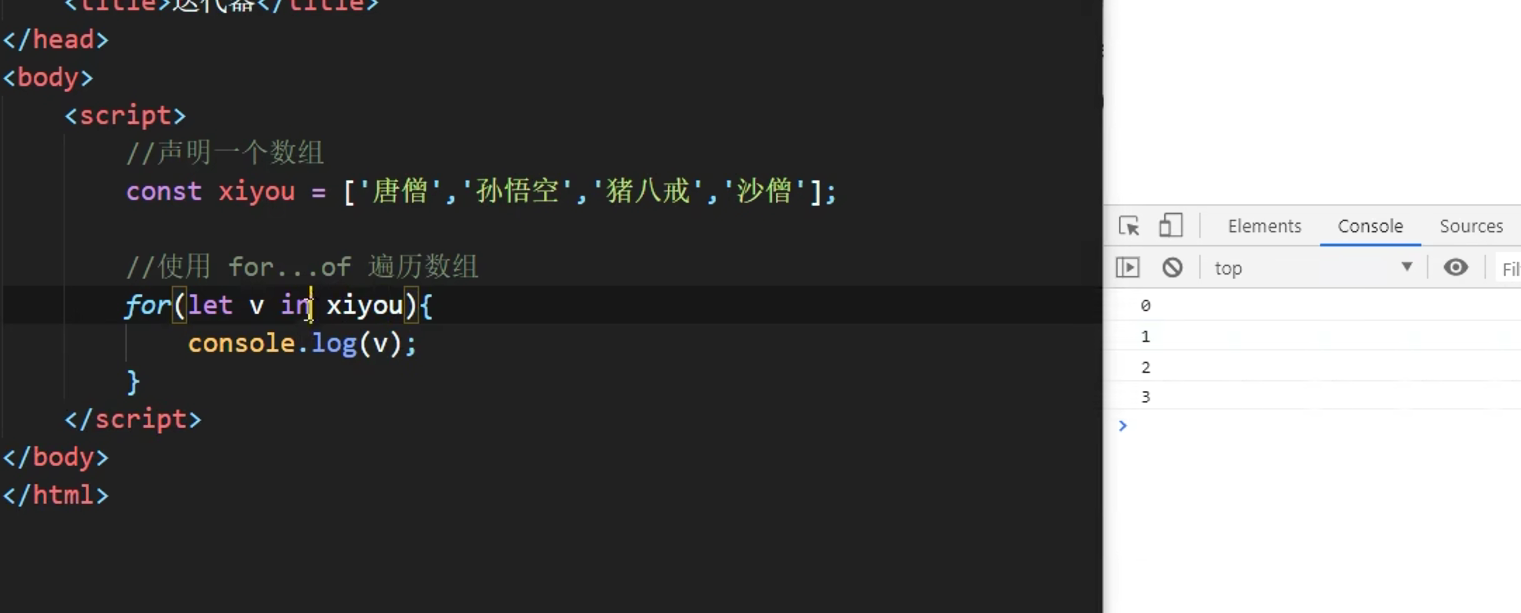 <title>迭代器</title>
</head>
<body>
<script>
//声明一个数组
const xiyou = ['唐僧','孙悟空','猪八戒','沙僧'];
//使用 for...of 遍历数组
for(let v in xiyou){
console.log(v);
}
</script>
</body>
</html>
Elements Console Sources
top Fil
0
1
2
3